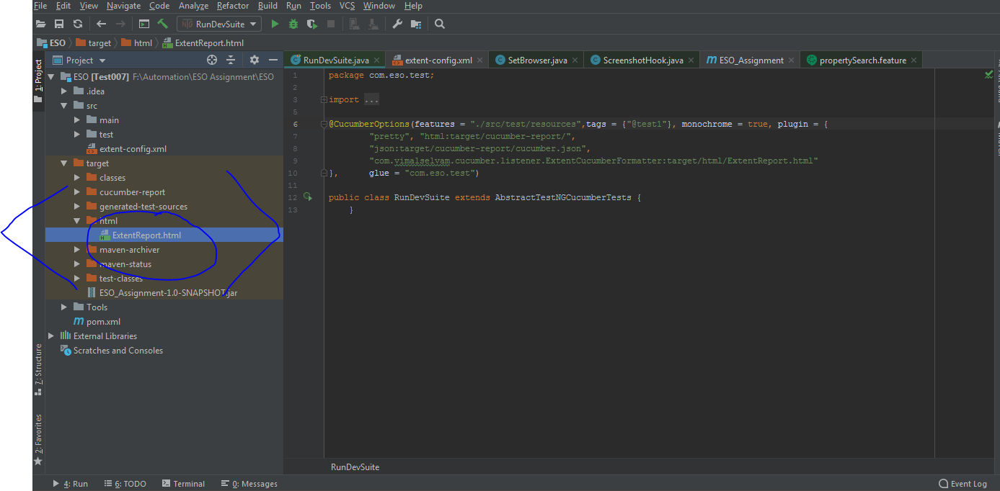 File Edit View Navigate Code Analyze Refactor Build Run Tools VCS Window Help
RunDevSuite
ESO target html ExtentReport.html
Project
RunDevSuite.java extent-config.xml SetBrowser.java ScreenshotHook.java ESO_Assignment propertySearch.feature
1: Project
ESO [Test007] F:\Automation\ESO Assignment\ESO
.idea
src
main
test
extent-config.xml
target
classes
cucumber-report
generated-test-sources
html
ExtentReport.html
maven-archiver
maven-status
test-classes
ESO_Assignment-1.0-SNAPSHOT.jar
Tools
pom.xml
External Libraries
Scratches and Consoles
7: Structure
2: Favorites
1 package com.eso.test;
2
3 import ...
5
6 @CucumberOptions(features = "./src/test/resources",tags = {"@test1"}, monochrome = true, plugin = {
7 "pretty", "html:target/cucumber-report/",
8 "json:target/cucumber-report/cucumber.json",
9 "com.vimalselvam.cucumber.listener.ExtentCucumberFormatter:target/html/ExtentReport.html"
10 }, glue = "com.eso.test")
11
12 public class RunDevSuite extends AbstractTestNGCucumberTests {
13 }
RunDevSuite
4: Run 6: TODO Terminal 0: Messages Event Log